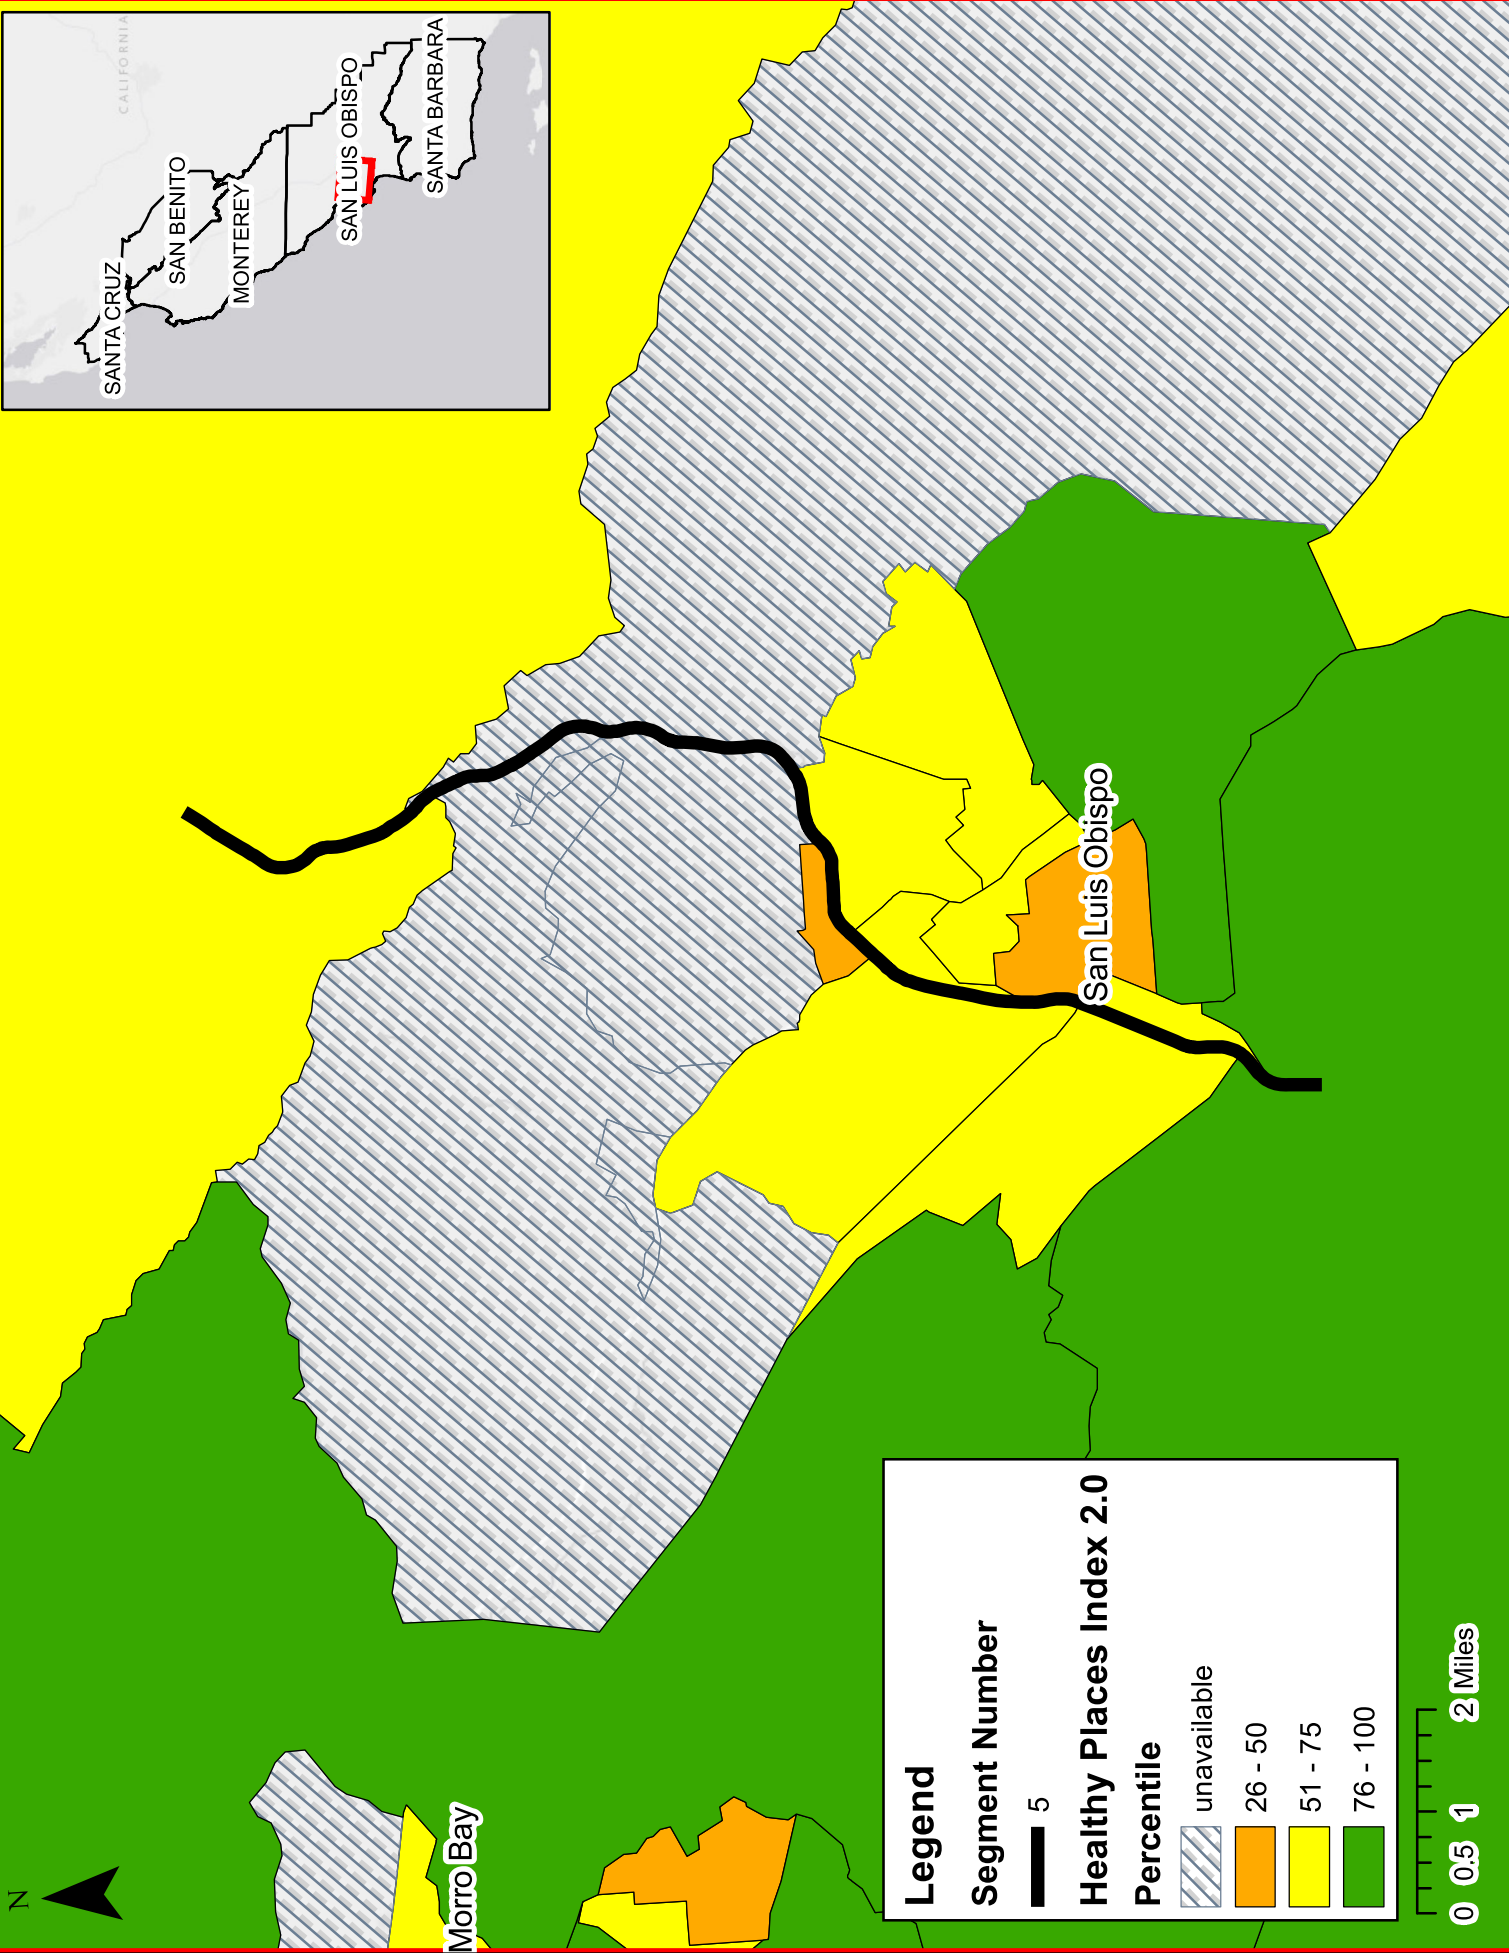 CALIFORNIA
SANTA CRUZ
SAN BENITO
MONTEREY
SAN LUIS OBISPO
SANTA BARBARA
N
Morro Bay
San Luis Obispo
Legend
Segment Number
5
Healthy Places Index 2.0
Percentile
unavailable
26 - 50
51 - 75
76 - 100
0 0.5 1 2 Miles